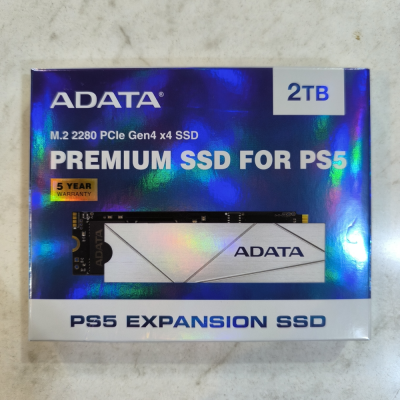 ADATA®
2TB
M.2 2280 PCIe Gen4 x4 SSD
PREMIUM SSD FOR PS5
5 YEAR
WARRANTY
ADATA
PS5 EXPANSION SSD